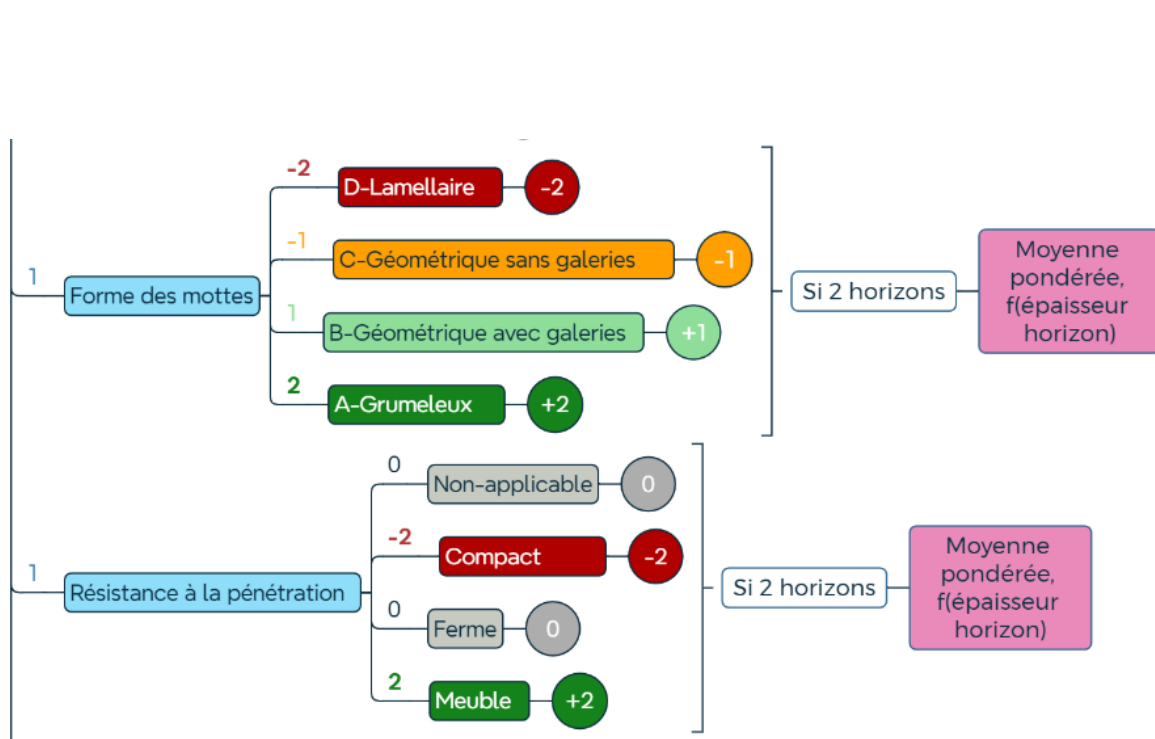 -2
D-Lamellaire
-2
-1
C-Géométrique sans galeries
-1
1
Forme des mottes
1
B-Géométrique avec galeries
+1
2
A-Grumeleux
+2
Si 2 horizons
Moyenne
pondérée,
f(épaisseur
horizon)
0
Non-applicable
0
-2
Compact
-2
1
Résistance à la pénétration
0
Ferme
0
2
Meuble
+2
Si 2 horizons
Moyenne
pondérée,
f(épaisseur
horizon)